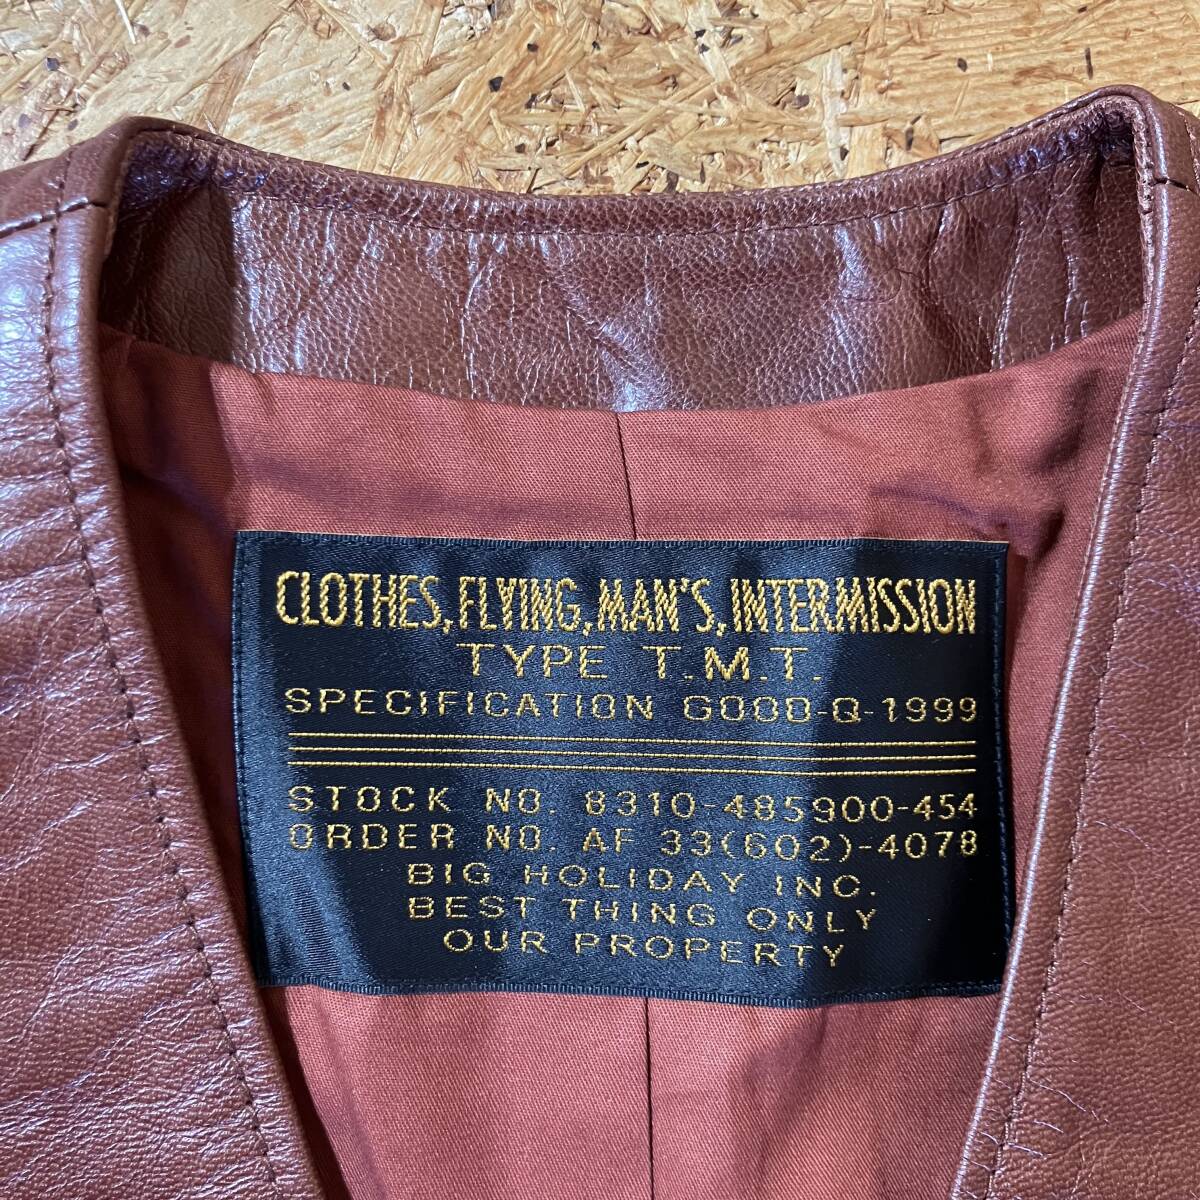 CLOTHES, FLYING, MAN'S, INTERMISSION
TYPE T.M.T.
SPECIFICATION GOOD-Q-1999
STOCK NO. 8310-485900-454
ORDER NO. AF 33(602)-4078
BIG HOLIDAY INC.
BEST THING ONLY
OUR PROPERTY